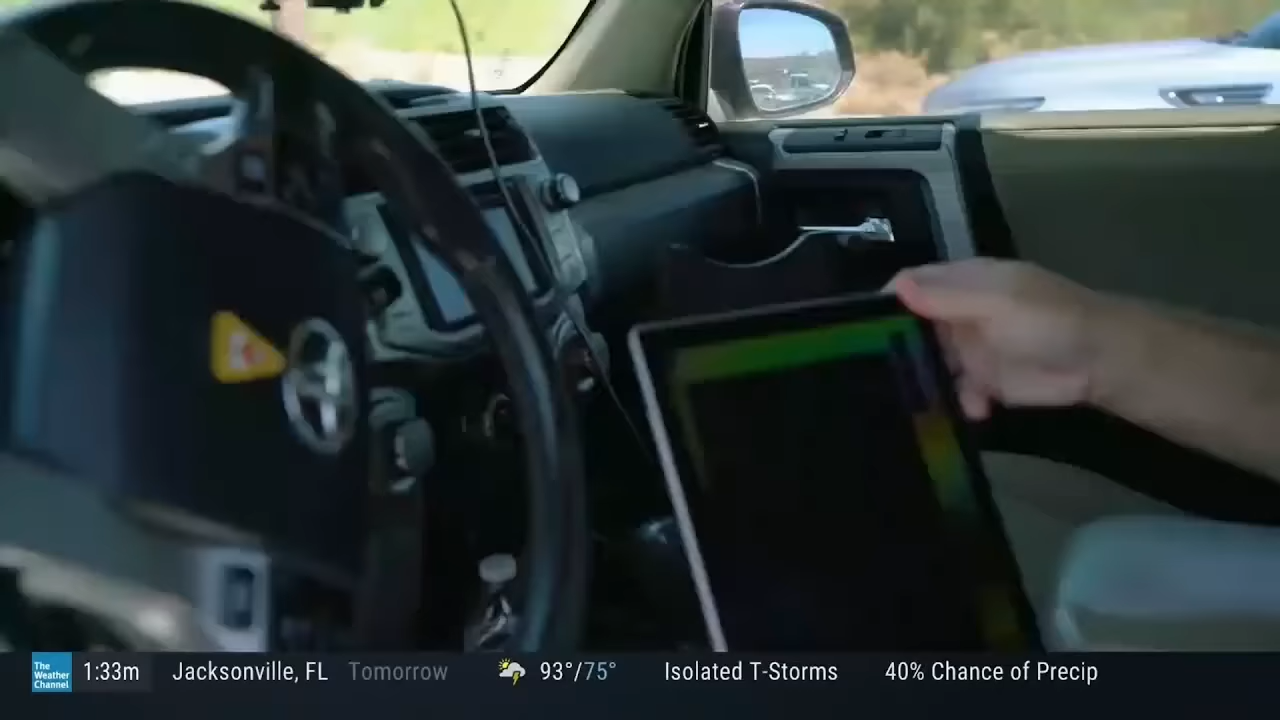 The
Weather
Channel
1:33m Jacksonville, FL Tomorrow 93°/75° Isolated T-Storms 40% Chance of Precip